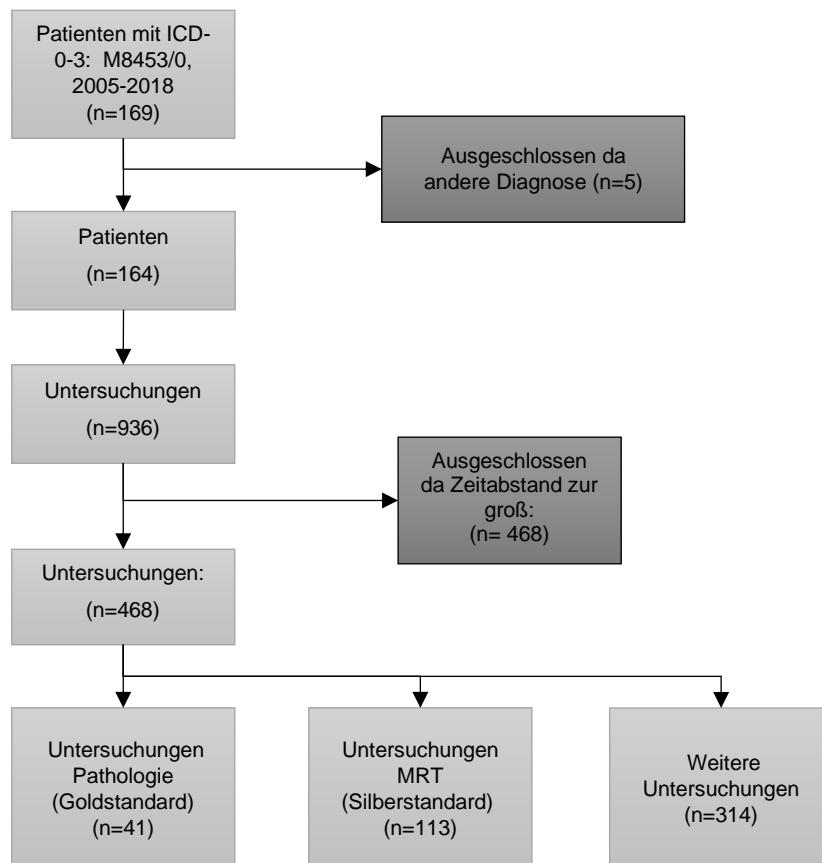 Patienten mit ICD-
0-3: M8453/0,
2005-2018
(n=169)
Ausgeschlossen da
andere Diagnose (n=5)
Patienten
(n=164)
Untersuchungen
(n=936)
Ausgeschlossen
da Zeitabstand zur
groß:
(n= 468)
Untersuchungen:
(n=468)
Untersuchungen
Pathologie
(Goldstandard)
(n=41)
Untersuchungen
MRT
(Silberstandard)
(n=113)
Weitere
Untersuchungen
(n=314)